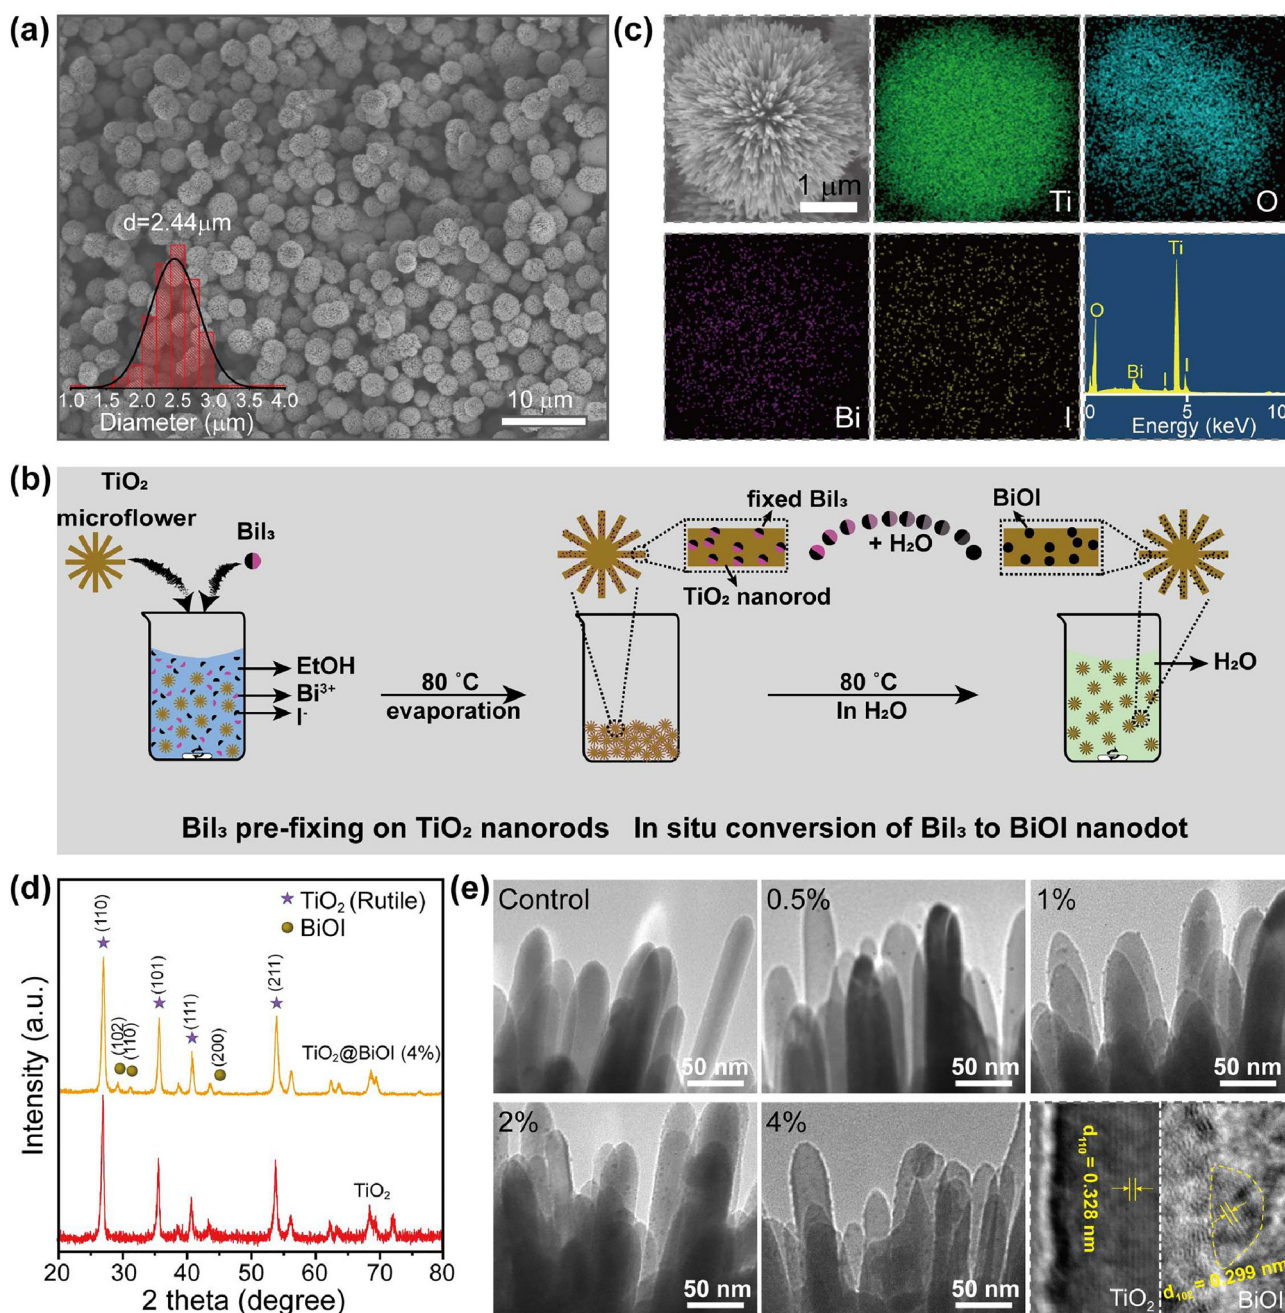 (a)
d=2.44μm
1.0 1.5 2.0 2.5 3.0 3.5 4.0
Diameter (μm)
10 μm
(c)
1 μm
Ti
O
Bi
I
Ti
O
Bi
I
I
0 5 10
Energy (keV)
(b)
TiO₂
microflower
BiI₃
EtOH
Bi³⁺
I⁻
80 °C
evaporation
fixed BiI₃
TiO₂ nanorod
+ H₂O
BiOI
80 °C
In H₂O
H₂O
BiI₃ pre-fixing on TiO₂ nanorods
In situ conversion of BiI₃ to BiOI nanodot
(d)
Intensity (a.u.)
TiO₂ (Rutile)
BiOI
(110)
(102)
(110)
(101)
(111)
(200)
(211)
TiO₂@BiOI (4%)
TiO₂
20 30 40 50 60 70 80
2 theta (degree)
(e)
Control
50 nm
0.5%
50 nm
1%
50 nm
2%
50 nm
4%
50 nm
d₁₁₀ = 0.328 nm
TiO₂
d₁₀₂ = 0.299 nm
BiOI